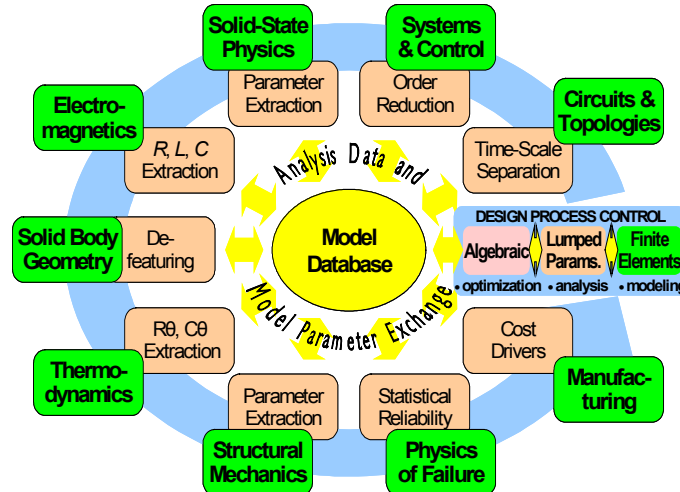 Solid-State
Physics
Parameter
Extraction
Systems
& Control
Order
Reduction
Electro-
magnetics
R, L, C
Extraction
Circuits &
Topologies
Time-Scale
Separation
Analysis Data and
Solid Body
Geometry
De-
featuring
Model
Database
DESIGN PROCESS CONTROL
Algebraic
Lumped
Params.
Finite
Elements
• optimization • analysis • modeling
Model Parameter Exchange
Thermo-
dynamics
Rθ, Cθ
Extraction
Cost
Drivers
Manufac-
turing
Parameter
Extraction
Structural
Mechanics
Statistical
Reliability
Physics
of Failure